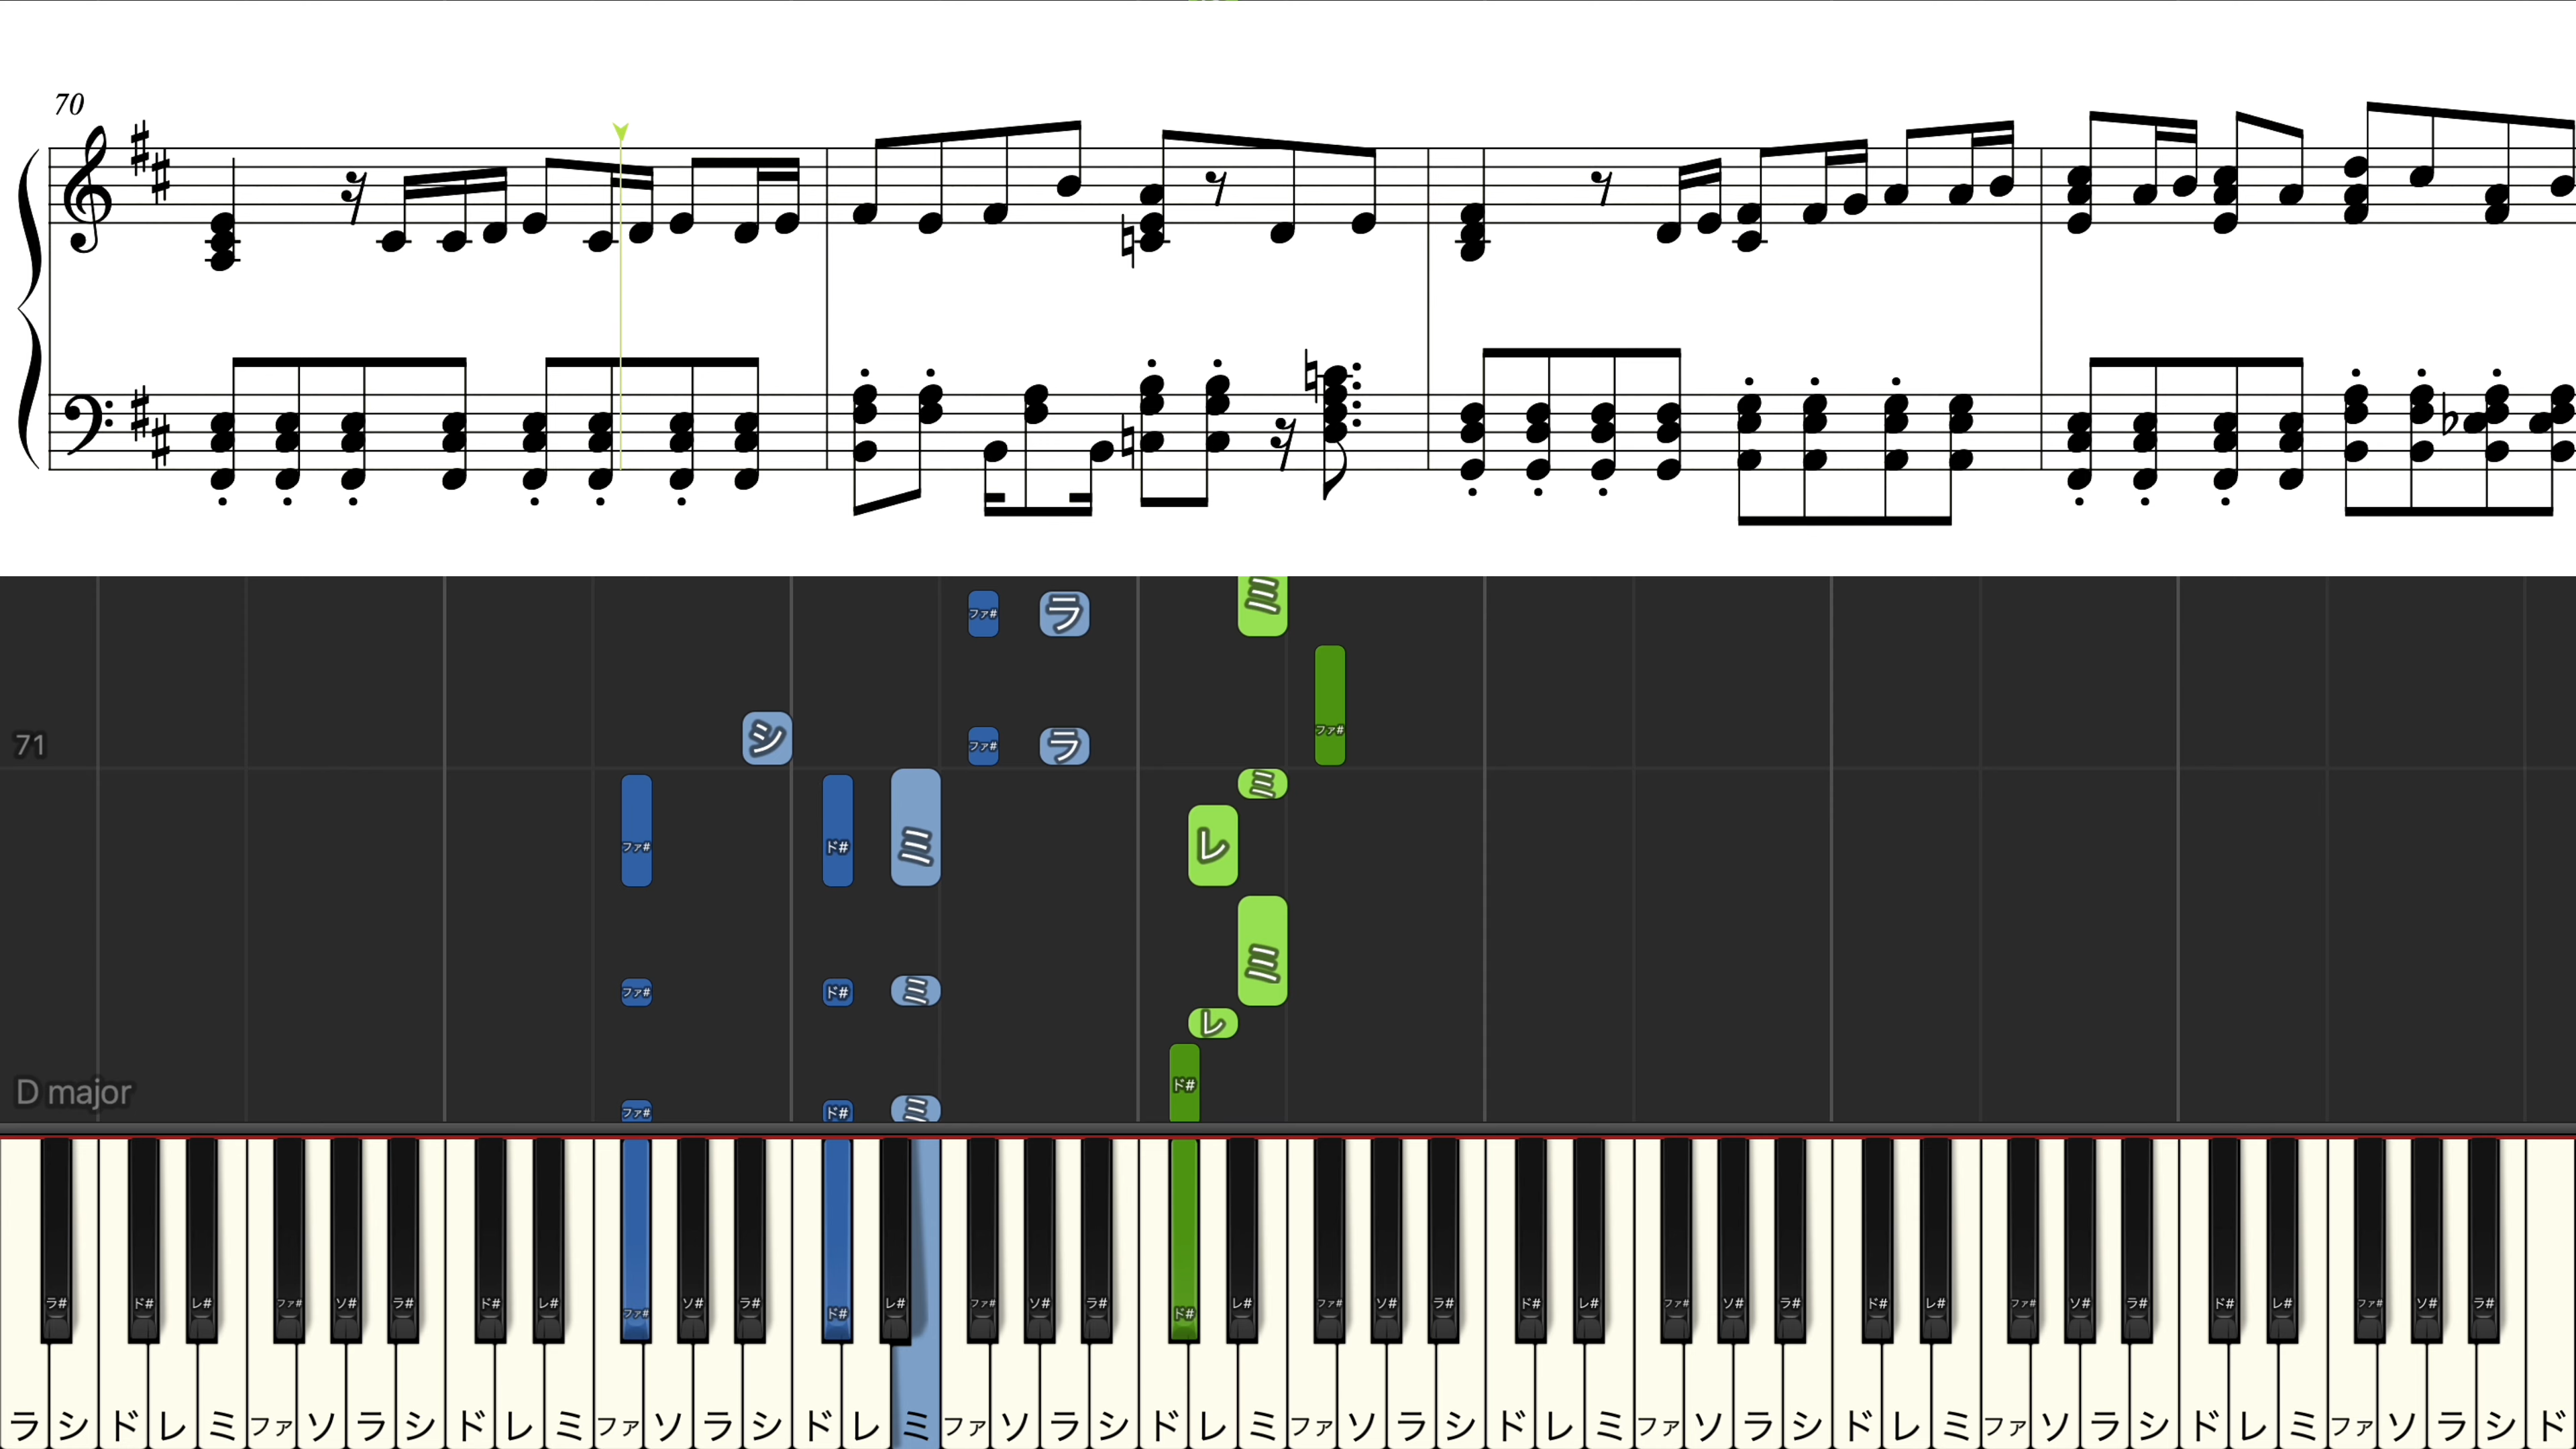 70
ミ
ファ# ラ
ファ#
シ ファ# ラ
71
ミ
ファ# ド# ミ レ
ミ
ファ# ド# ミ
レ
ド#
D major
ファ# ド# ミ
ラ# ド# レ# ファ# ソ# ラ# ド# レ# ファ# ソ# ラ# ド# レ# ファ# ソ# ラ# ド# レ# ファ# ソ# ラ# ド# レ# ファ# ソ# ラ# ド# レ# ファ# ソ# ラ# ド# レ# ファ# ソ# ラ#
ラ シ ド レ ミ ファ ソ ラ シ ド レ ミ ファ ソ ラ シ ド レ ミ ファ ソ ラ シ ド レ ミ ファ ソ ラ シ ド レ ミ ファ ソ ラ シ ド レ ミ ファ ソ ラ シ ド レ ミ ファ ソ ラ シ ド